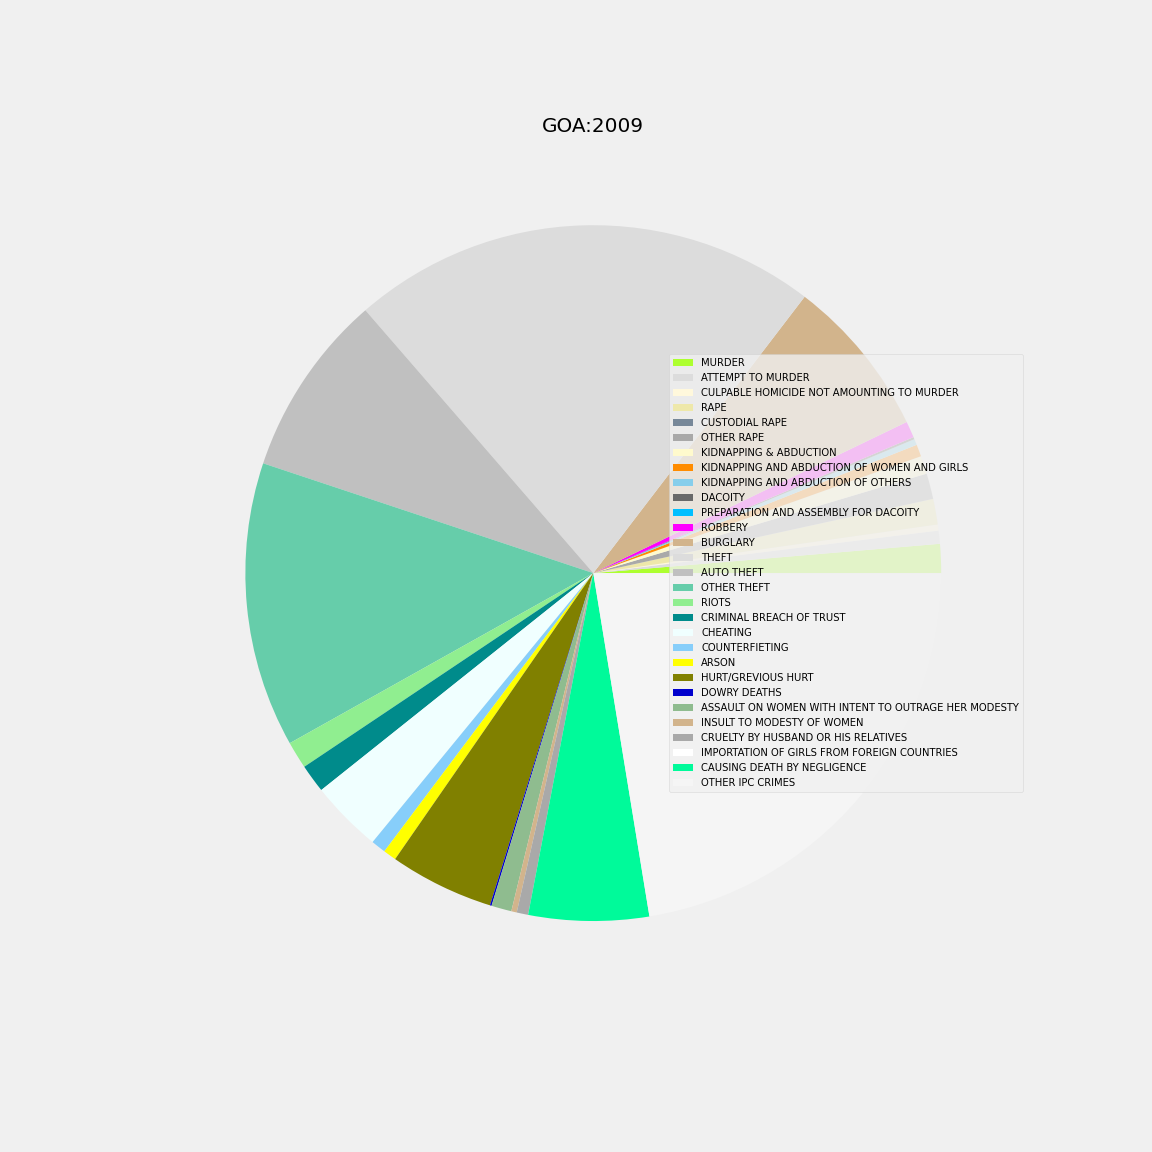 GOA:2009
MURDER
ATTEMPT TO MURDER
CULPABLE HOMICIDE NOT AMOUNTING TO MURDER
RAPE
CUSTODIAL RAPE
OTHER RAPE
KIDNAPPING & ABDUCTION
KIDNAPPING AND ABDUCTION OF WOMEN AND GIRLS
KIDNAPPING AND ABDUCTION OF OTHERS
DACOITY
PREPARATION AND ASSEMBLY FOR DACOITY
ROBBERY
BURGLARY
THEFT
AUTO THEFT
OTHER THEFT
RIOTS
CRIMINAL BREACH OF TRUST
CHEATING
COUNTERFIETING
ARSON
HURT/GREVIOUS HURT
DOWRY DEATHS
ASSAULT ON WOMEN WITH INTENT TO OUTRAGE HER MODESTY
INSULT TO MODESTY OF WOMEN
CRUELTY BY HUSBAND OR HIS RELATIVES
IMPORTATION OF GIRLS FROM FOREIGN COUNTRIES
CAUSING DEATH BY NEGLIGENCE
OTHER IPC CRIMES